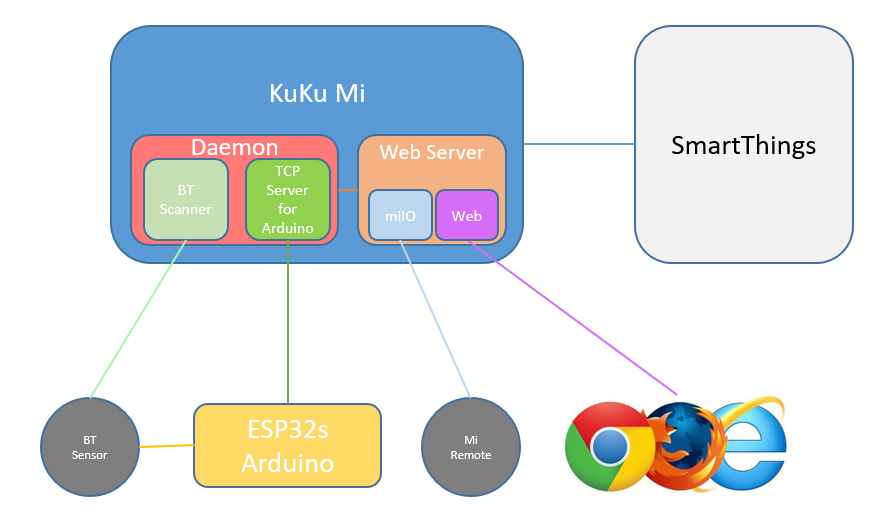 KuKu Mi
SmartThings
Daemon
Web Server
BT
Scanner
TCP
Server
for
Arduino
miIO
Web
BT
Sensor
ESP32s
Arduino
Mi
Remote